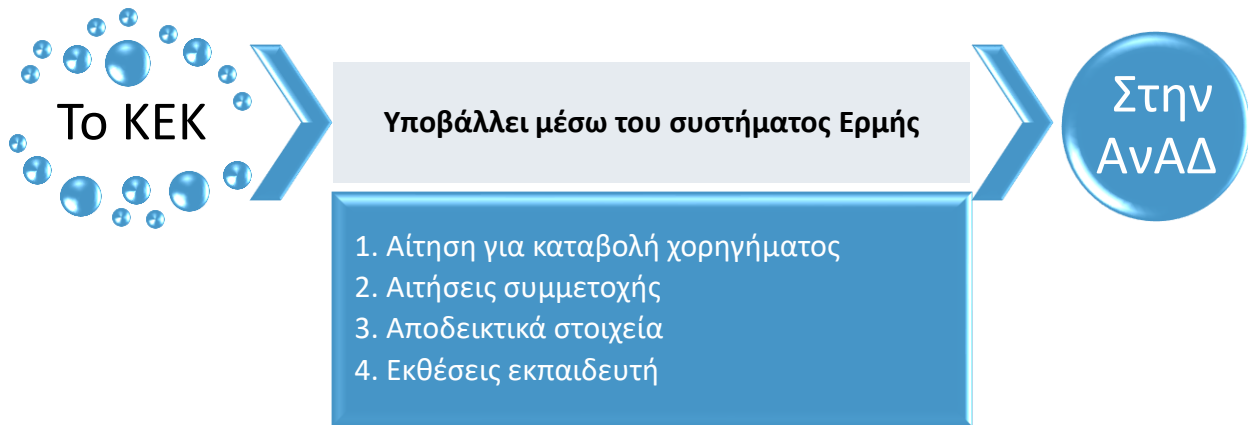 Το ΚΕΚ
Υποβάλλει μέσω του συστήματος Ερμής
Στην
ΑνΑΔ
1. Αίτηση για καταβολή χορηγήματος
2. Αιτήσεις συμμετοχής
3. Αποδεικτικά στοιχεία
4. Εκθέσεις εκπαιδευτή